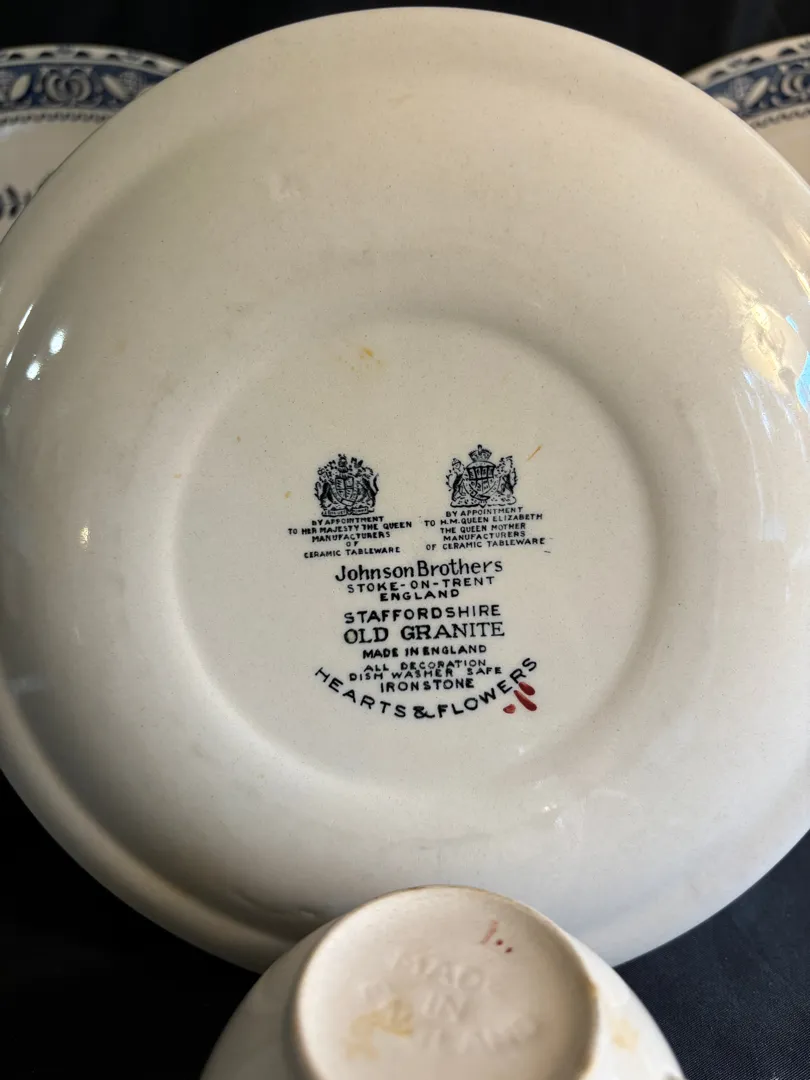 BY APPOINTMENT
TO HER MAJESTY THE QUEEN
MANUFACTURERS
OF
CERAMIC TABLEWARE
BY APPOINTMENT
TO H.M. QUEEN ELIZABETH
THE QUEEN MOTHER
MANUFACTURERS
OF CERAMIC TABLEWARE
Johnson Brothers
STOKE-ON-TRENT
ENGLAND
STAFFORDSHIRE
OLD GRANITE
MADE IN ENGLAND
ALL DECORATION
DISH WASHER SAFE
IRONSTONE
HEARTS & FLOWERS
MADE
IN